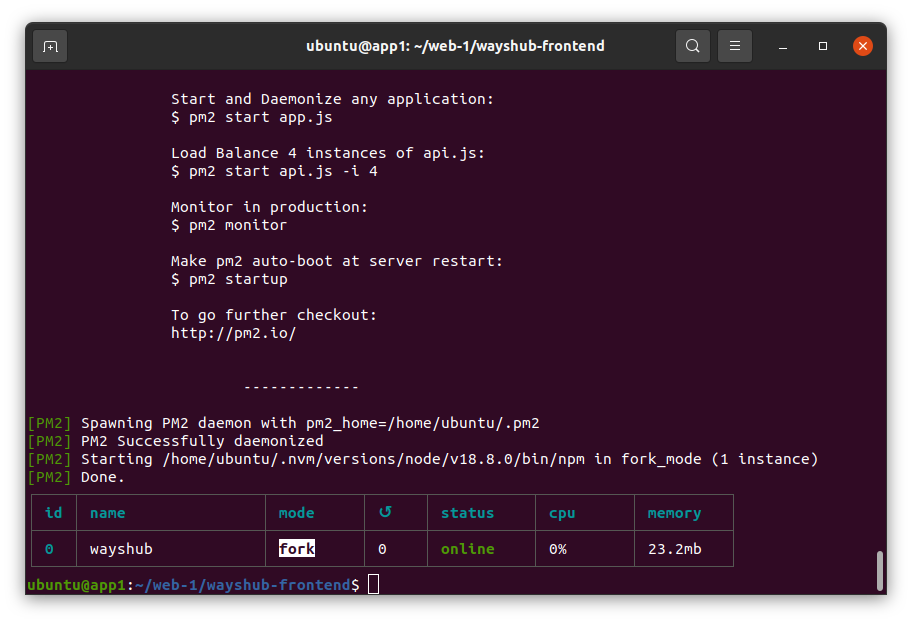 ubuntu@app1: ~/web-1/wayshub-frontend
Start and Daemonize any application:
$ pm2 start app.js
Load Balance 4 instances of api.js:
$ pm2 start api.js -i 4
Monitor in production:
$ pm2 monitor
Make pm2 auto-boot at server restart:
$ pm2 startup
To go further checkout:
http://pm2.io/
-------------
[PM2] Spawning PM2 daemon with pm2_home=/home/ubuntu/.pm2
[PM2] PM2 Successfully daemonized
[PM2] Starting /home/ubuntu/.nvm/versions/node/v18.8.0/bin/npm in fork_mode (1 instance)
[PM2] Done.
id name mode ↺ status cpu memory
0 wayshub fork 0 online 0% 23.2mb
ubuntu@app1:~/web-1/wayshub-frontend$